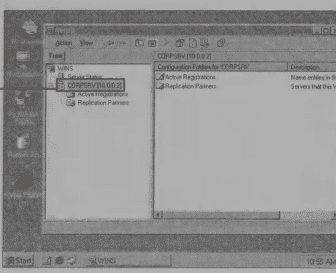 Action View
CORPSRV [10.0.0.2]
Tree
WINS
Server Status
CORPSRV [10.0.0.2]
Active Registrations
Replication Partners
Configuration Folders for 'CORPSRV'
Description
Active Registrations
Name entries in th
Replication Partners
Servers that this W
Start
WINS
10:55 AM